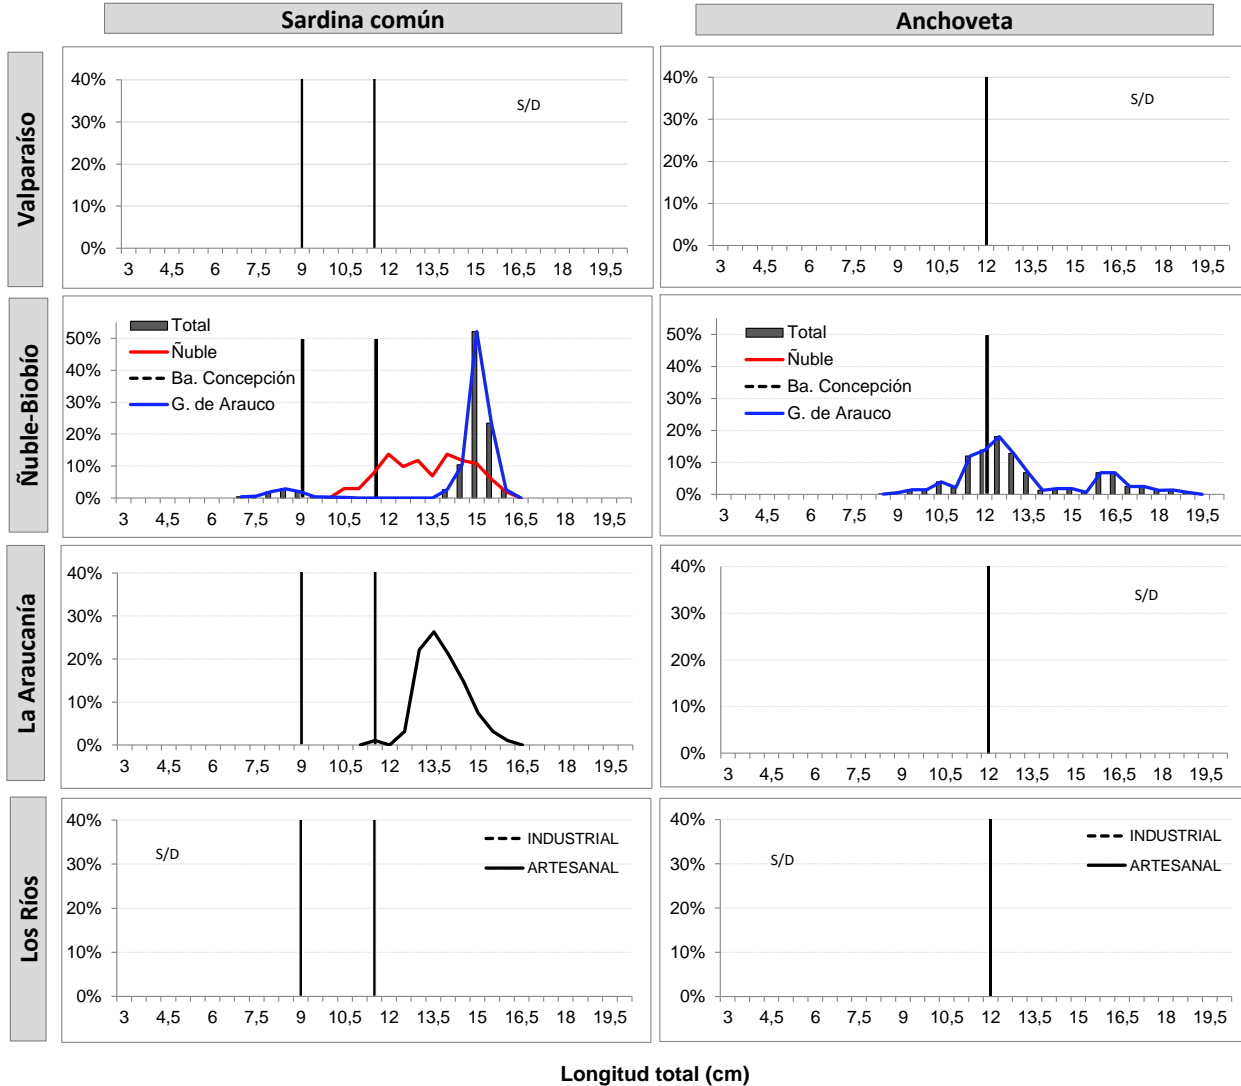 Sardina común
Anchoveta
Valparaíso
40%
30%
20%
10%
0%
S/D
3 4,5 6 7,5 9 10,5 12 13,5 15 16,5 18 19,5
40%
30%
20%
10%
0%
S/D
3 4,5 6 7,5 9 10,5 12 13,5 15 16,5 18 19,5
Ñuble-Biobío
50%
40%
30%
20%
10%
0%
Total
Ñuble
Ba. Concepción
G. de Arauco
3 4,5 6 7,5 9 10,5 12 13,5 15 16,5 18 19,5
50%
40%
30%
20%
10%
0%
Total
Ñuble
Ba. Concepción
G. de Arauco
3 4,5 6 7,5 9 10,5 12 13,5 15 16,5 18 19,5
La Araucanía
40%
30%
20%
10%
0%
3 4,5 6 7,5 9 10,5 12 13,5 15 16,5 18 19,5
40%
30%
20%
10%
0%
S/D
3 4,5 6 7,5 9 10,5 12 13,5 15 16,5 18 19,5
Los Ríos
40%
30%
20%
10%
0%
S/D
INDUSTRIAL
ARTESANAL
3 4,5 6 7,5 9 10,5 12 13,5 15 16,5 18 19,5
40%
30%
20%
10%
0%
S/D
INDUSTRIAL
ARTESANAL
3 4,5 6 7,5 9 10,5 12 13,5 15 16,5 18 19,5
Longitud total (cm)